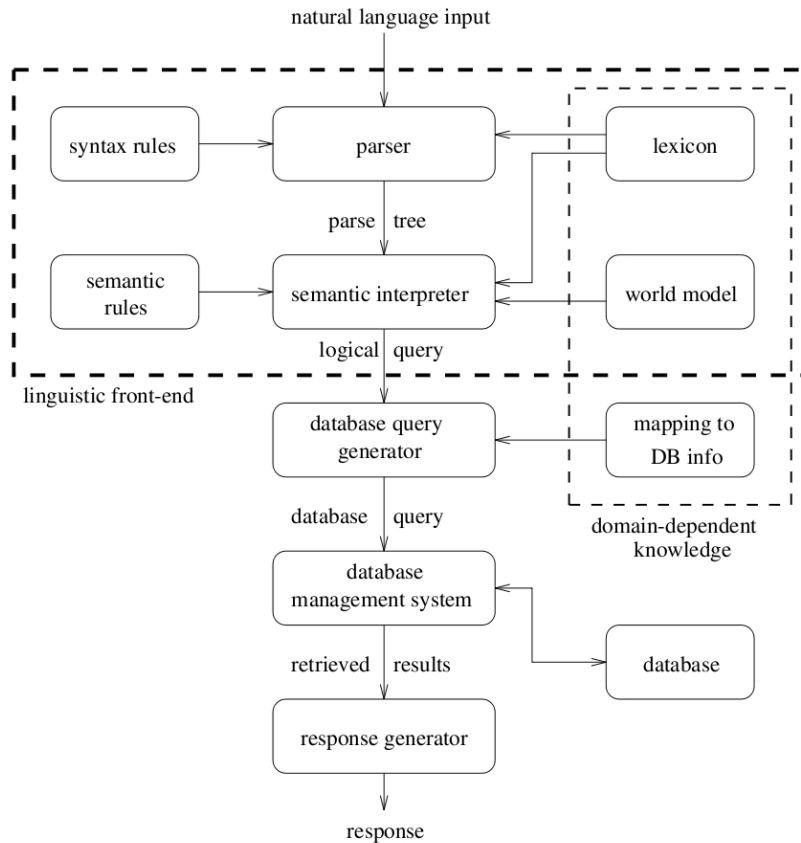 natural language input
syntax rules
parser
lexicon
parse tree
semantic
rules
semantic interpreter
world model
logical query
linguistic front-end
database query
generator
mapping to
DB info
database query
domain-dependent
knowledge
database
management system
retrieved results
database
response generator
response